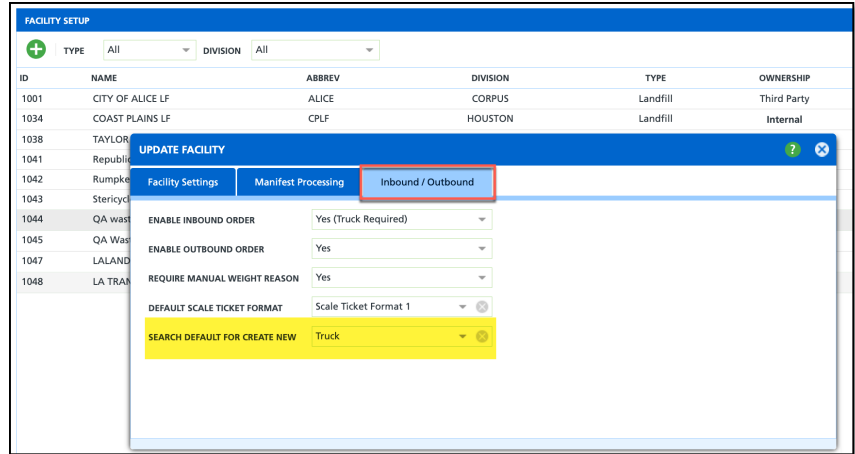 FACILITY SETUP
TYPE All DIVISION All
ID NAME ABBREV DIVISION TYPE OWNERSHIP
1001 CITY OF ALICE LF ALICE CORPUS Landfill Third Party
1034 COAST PLAINS LF CPLF HOUSTON Landfill Internal
1038 TAYLOR
1041 Republic
1042 Rumpke
1043 Stericycl
1044 QA wast
1045 QA Was
1047 LALAND
1048 LA TRAN
UPDATE FACILITY ?
Facility Settings Manifest Processing Inbound / Outbound
ENABLE INBOUND ORDER Yes (Truck Required)
ENABLE OUTBOUND ORDER Yes
REQUIRE MANUAL WEIGHT REASON Yes
DEFAULT SCALE TICKET FORMAT Scale Ticket Format 1
SEARCH DEFAULT FOR CREATE NEW Truck